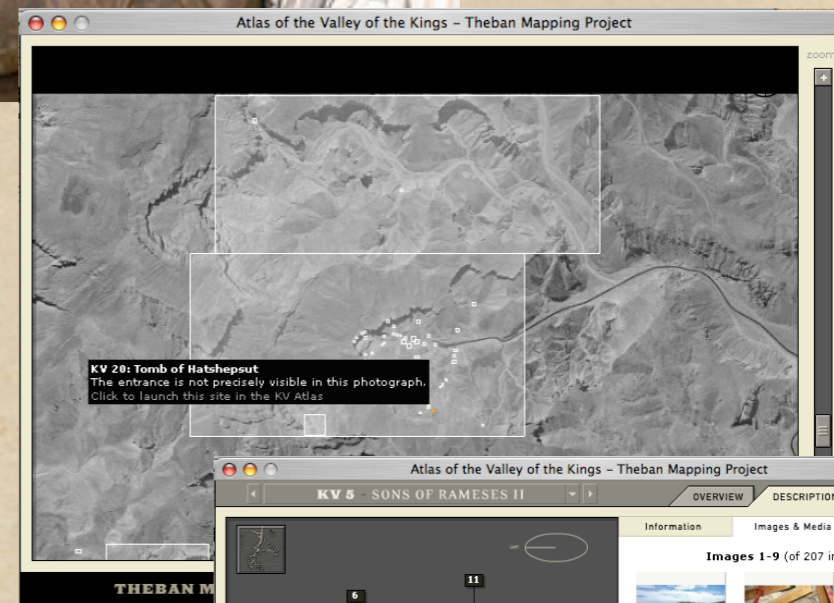 Atlas of the Valley of the Kings – Theban Mapping Project
zoom
KV 20: Tomb of Hatshepsut
The entrance is not precisely visible in this photograph.
Click to launch this site in the KV Atlas
Atlas of the Valley of the Kings – Theban Mapping Project
KV 5 - SONS OF RAMESES II
OVERVIEW
DESCRIPTION
Information
Images & Media
Images 1-9 (of 207 i
11
6
THEBAN M